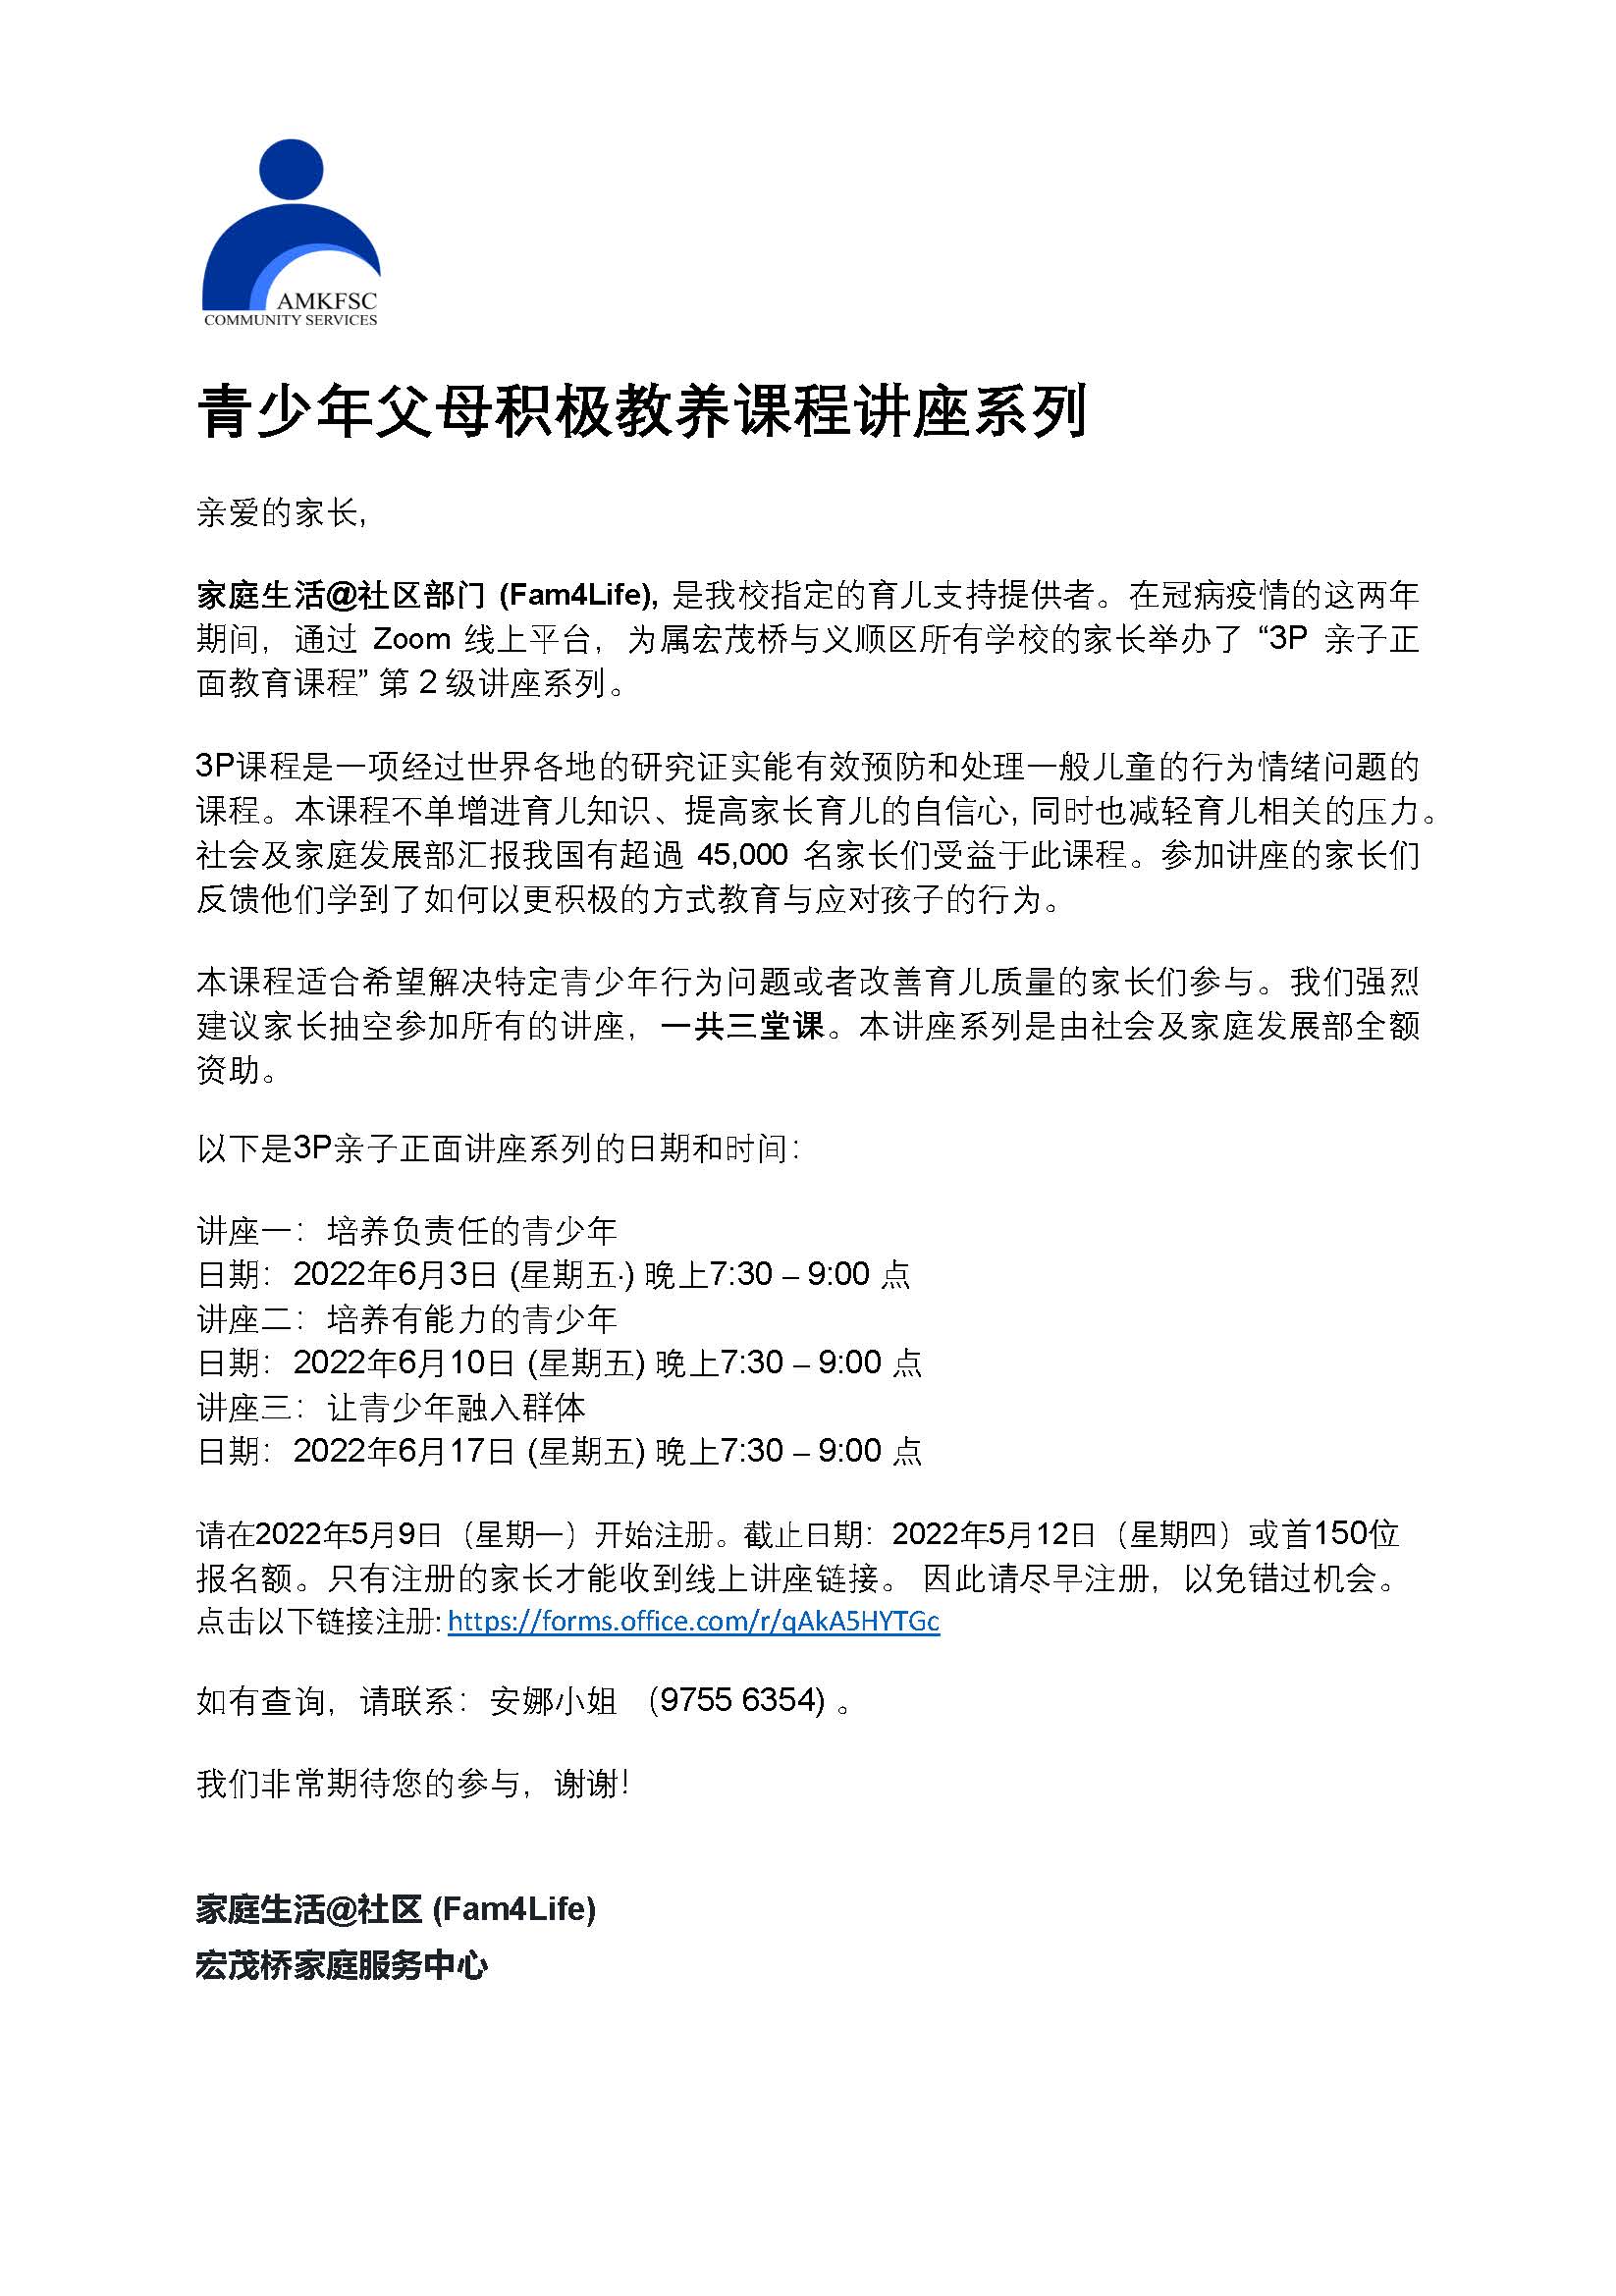 AMKFSC
COMMUNITY SERVICES
青少年父母积极教养课程讲座系列
亲爱的家长,
家庭生活@社区部门 (Fam4Life), 是我校指定的育儿支持提供者。在冠病疫情的这两年
期间，通过 Zoom 线上平台，为属宏茂桥与义顺区所有学校的家长举办了 “3P 亲子正
面教育课程” 第 2 级讲座系列。
3P课程是一项经过世界各地的研究证实能有效预防和处理一般儿童的行为情绪问题的
课程。本课程不单增进育儿知识、提高家长育儿的自信心, 同时也减轻育儿相关的压力。
社会及家庭发展部汇报我国有超過 45,000 名家长们受益于此课程。参加讲座的家长们
反馈他们学到了如何以更积极的方式教育与应对孩子的行为。
本课程适合希望解决特定青少年行为问题或者改善育儿质量的家长们参与。我们强烈
建议家长抽空参加所有的讲座，一共三堂课。本讲座系列是由社会及家庭发展部全额
资助。
以下是3P亲子正面讲座系列的日期和时间：
讲座一：培养负责任的青少年
日期：2022年6月3日 (星期五·) 晚上7:30 – 9:00 点
讲座二：培养有能力的青少年
日期：2022年6月10日 (星期五) 晚上7:30 – 9:00 点
讲座三：让青少年融入群体
日期：2022年6月17日 (星期五) 晚上7:30 – 9:00 点
请在2022年5月9日（星期一）开始注册。截止日期：2022年5月12日（星期四）或首150位
报名额。只有注册的家长才能收到线上讲座链接。 因此请尽早注册，以免错过机会。
点击以下链接注册: https://forms.office.com/r/qAkA5HYTGc
如有查询，请联系：安娜小姐 （9755 6354) 。
我们非常期待您的参与，谢谢!
家庭生活@社区 (Fam4Life)
宏茂桥家庭服务中心